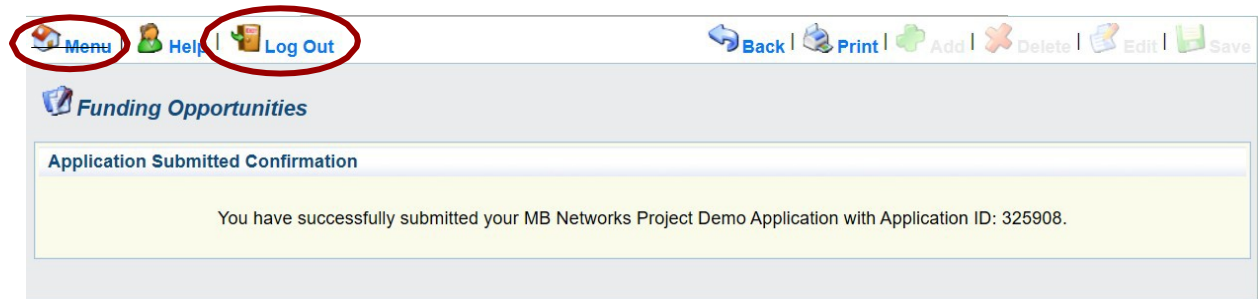 Menu | Help | Log Out Back | Print | Add | Delete | Edit | Save
Funding Opportunities
Application Submitted Confirmation
You have successfully submitted your MB Networks Project Demo Application with Application ID: 325908.